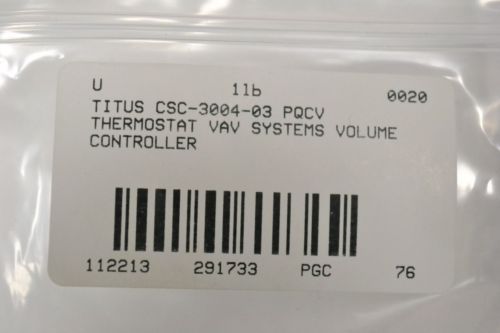 U 1lb 0020
TITUS CSC-3004-03 PQCV
THERMOSTAT VAV SYSTEMS VOLUME
CONTROLLER
112213 291733 PGC 76